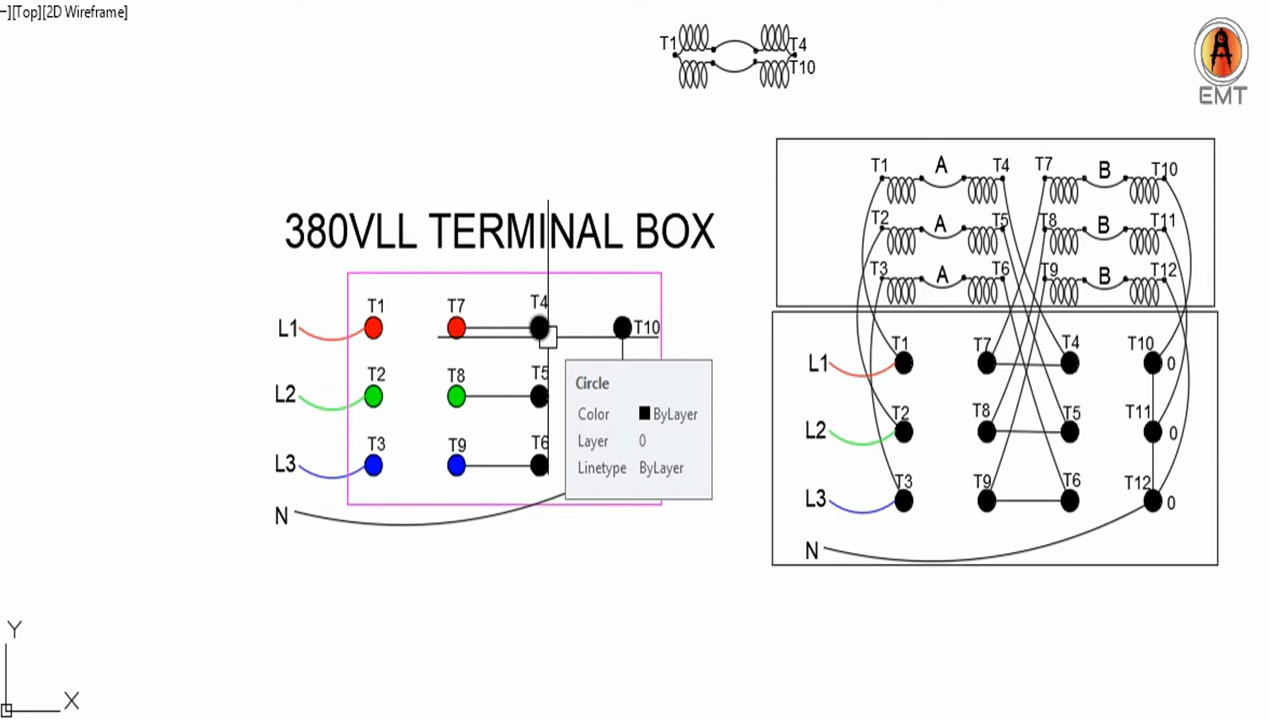 −][Top][2D Wireframe]
T1 T4
T10
EMT
380VLL TERMINAL BOX
T1 T7 T4
L1 T10
T2 T8 T5
L2
T3 T9 T6
L3
N
Circle
Color ByLayer
Layer 0
Linetype ByLayer
T1 A T4 T7 B T10
T2 A T5 T8 B T11
T3 A T6 T9 B T12
T1 T7 T4 T10
L1 0
T2 T8 T5 T11
L2 0
T3 T9 T6 T12
L3 0
N
Y
X